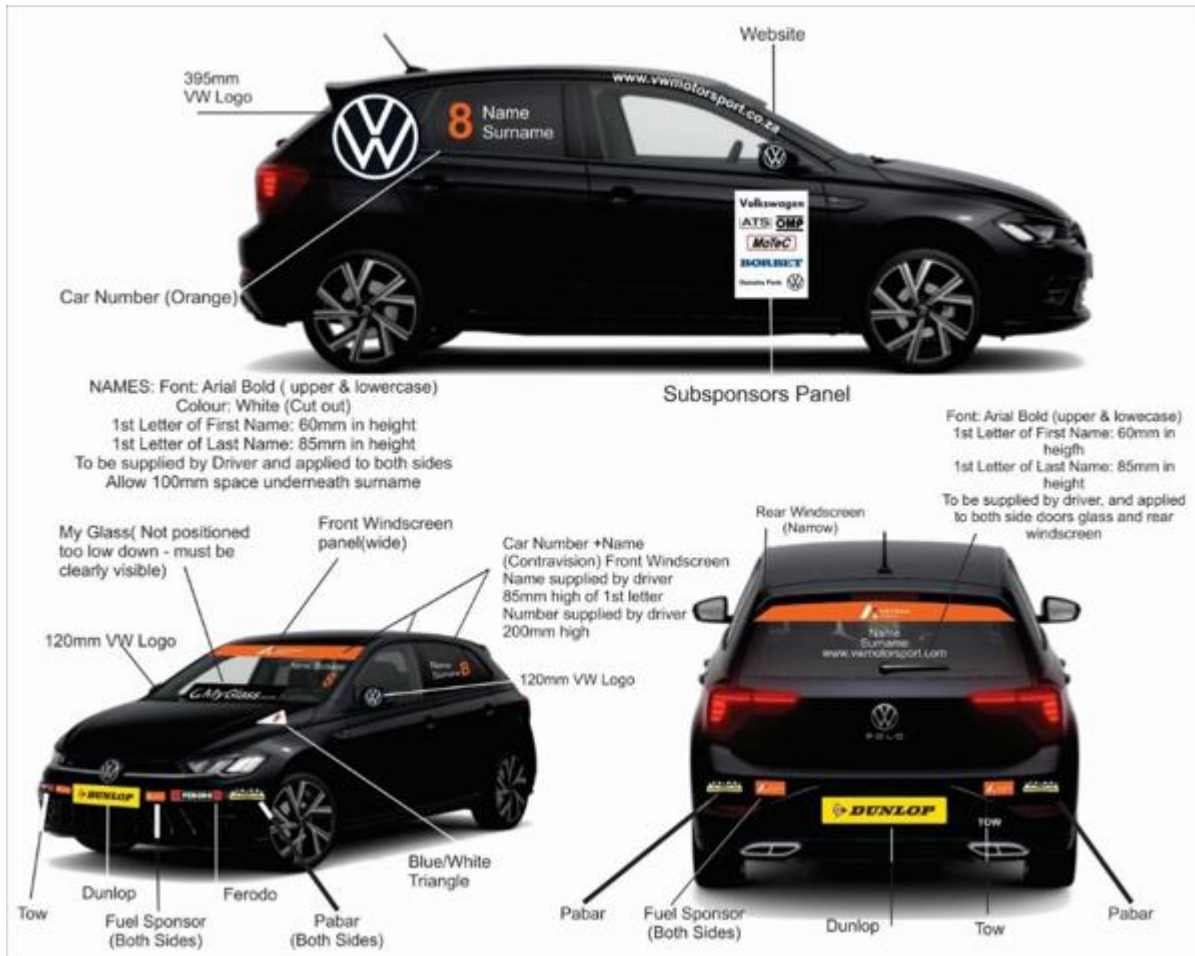 Website
395mm
VW Logo
www.vwmotorsport.co.za
8 Name
Surname
Volkswagen
ATS OMP
MoTeC
BORBET
Genuine Parts
Car Number (Orange)
Subsponsors Panel
NAMES: Font: Arial Bold ( upper & lowercase)
Colour: White (Cut out)
1st Letter of First Name: 60mm in height
1st Letter of Last Name: 85mm in height
To be supplied by Driver and applied to both sides
Allow 100mm space underneath surname
Font: Arial Bold (upper & lowecase)
1st Letter of First Name: 60mm in
heigfh
1st Letter of Last Name: 85mm in
height
To be supplied by driver, and applied
to both side doors glass and rear
windscreen
My Glass( Not positioned
too low down - must be
clearly visible)
Front Windscreen
panel(wide)
Car Number +Name
(Contravision) Front Windscreen
Name supplied by driver
85mm high of 1st letter
Number supplied by driver
200mm high
120mm VW Logo
120mm VW Logo
Name Surname
8
Name
Surname 8
MyGlass
DUNLOP
FERODO
Tow
Dunlop
Fuel Sponsor
(Both Sides)
Ferodo
Pabar
(Both Sides)
Blue/White
Triangle
Rear Windscreen
(Narrow)
Name
Surname
www.vwmotorsport.com
POLO
DUNLOP
TOW
Pabar
Fuel Sponsor
(Both Sides)
Dunlop
Tow
Pabar